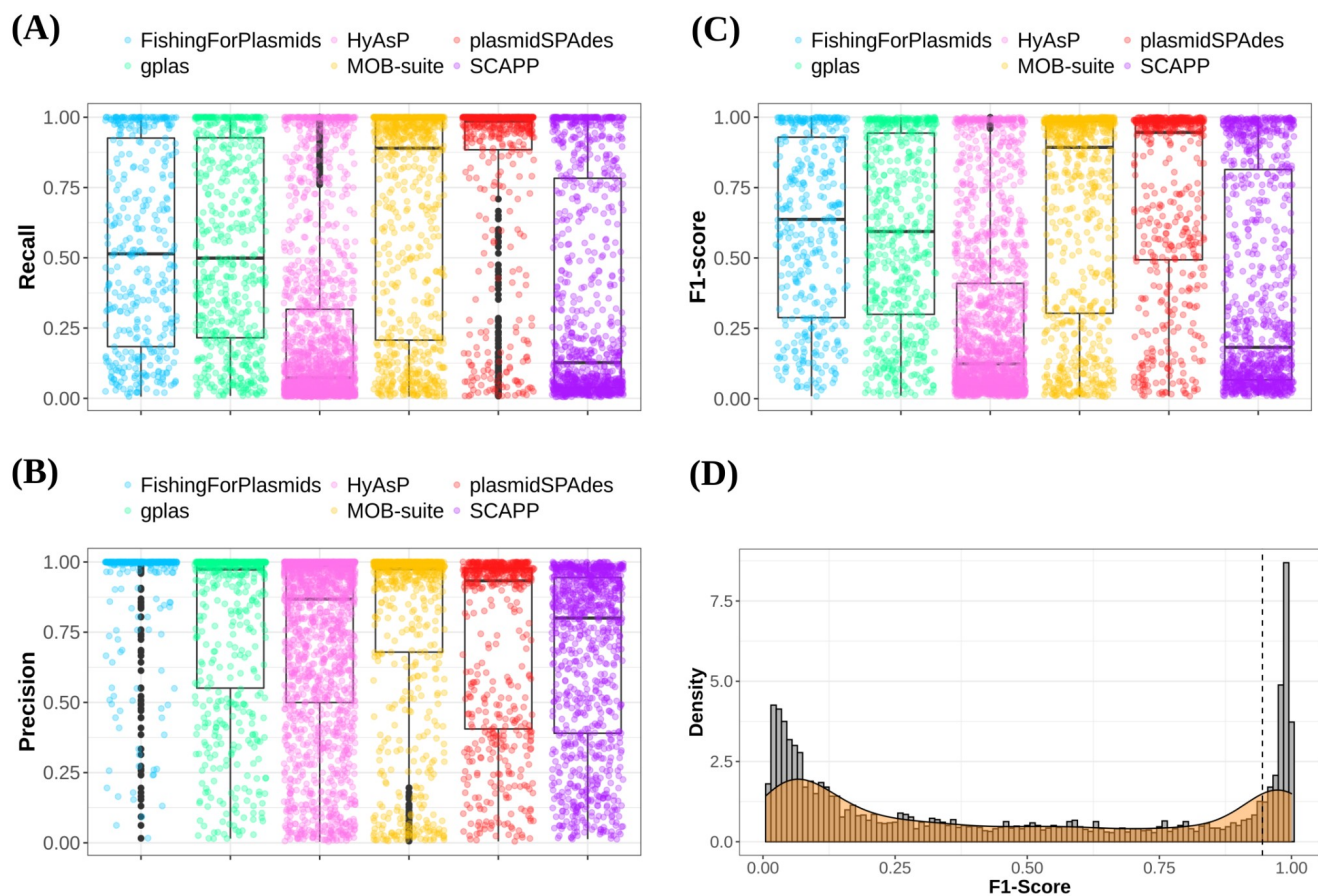 (A)
FishingForPlasmids HyAsP plasmidSPAdes
gplas MOB-suite SCAPP
Recall
1.00
0.75
0.50
0.25
0.00
(C)
FishingForPlasmids HyAsP plasmidSPAdes
gplas MOB-suite SCAPP
F1-score
1.00
0.75
0.50
0.25
0.00
(B)
FishingForPlasmids HyAsP plasmidSPAdes
gplas MOB-suite SCAPP
Precision
1.00
0.75
0.50
0.25
0.00
(D)
Density
7.5
5.0
2.5
0.0
0.00 0.25 0.50 0.75 1.00
F1-Score